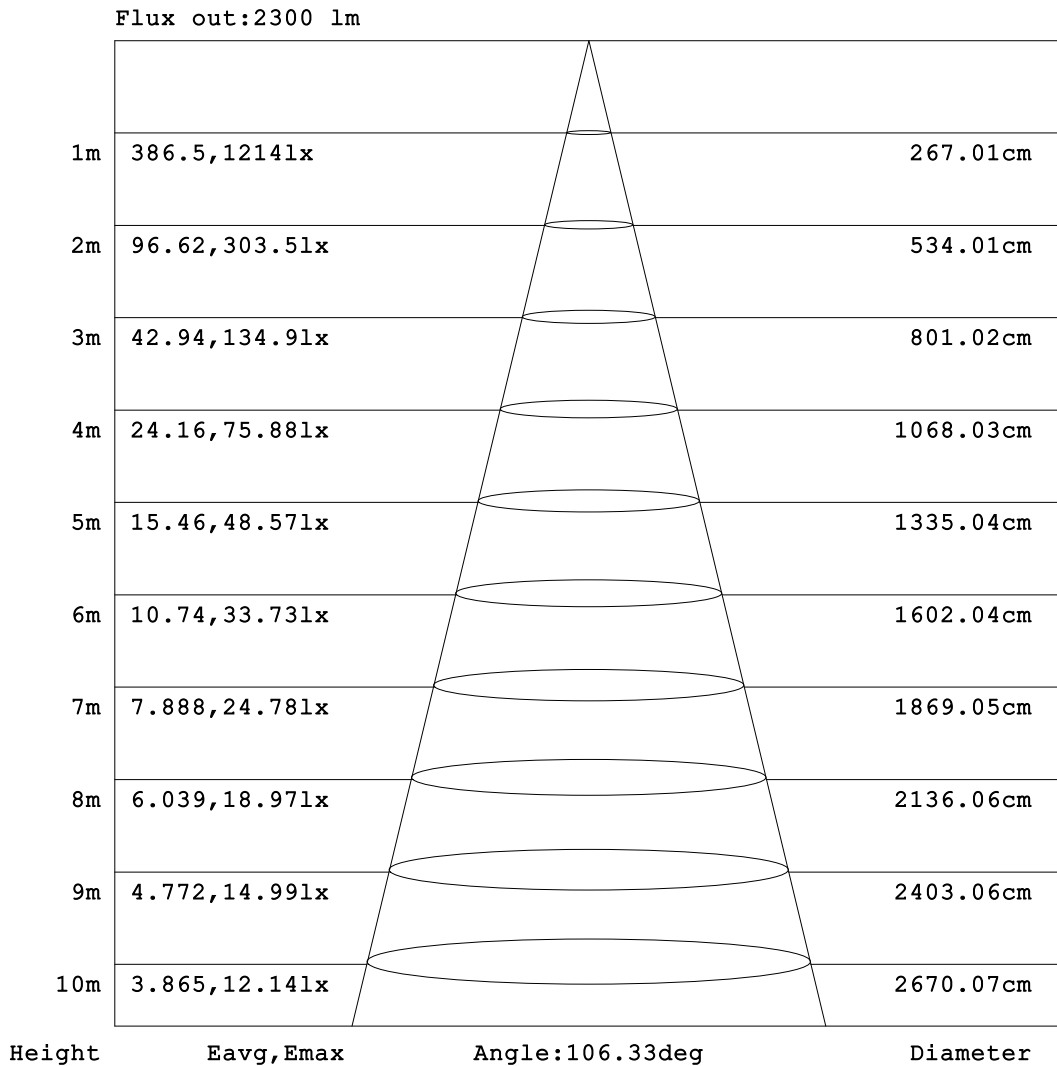 Flux out:2300 lm
1m 386.5,1214lx 267.01cm
2m 96.62,303.5lx 534.01cm
3m 42.94,134.9lx 801.02cm
4m 24.16,75.88lx 1068.03cm
5m 15.46,48.57lx 1335.04cm
6m 10.74,33.73lx 1602.04cm
7m 7.888,24.78lx 1869.05cm
8m 6.039,18.97lx 2136.06cm
9m 4.772,14.99lx 2403.06cm
10m 3.865,12.14lx 2670.07cm
Height Eavg,Emax Angle:106.33deg Diameter